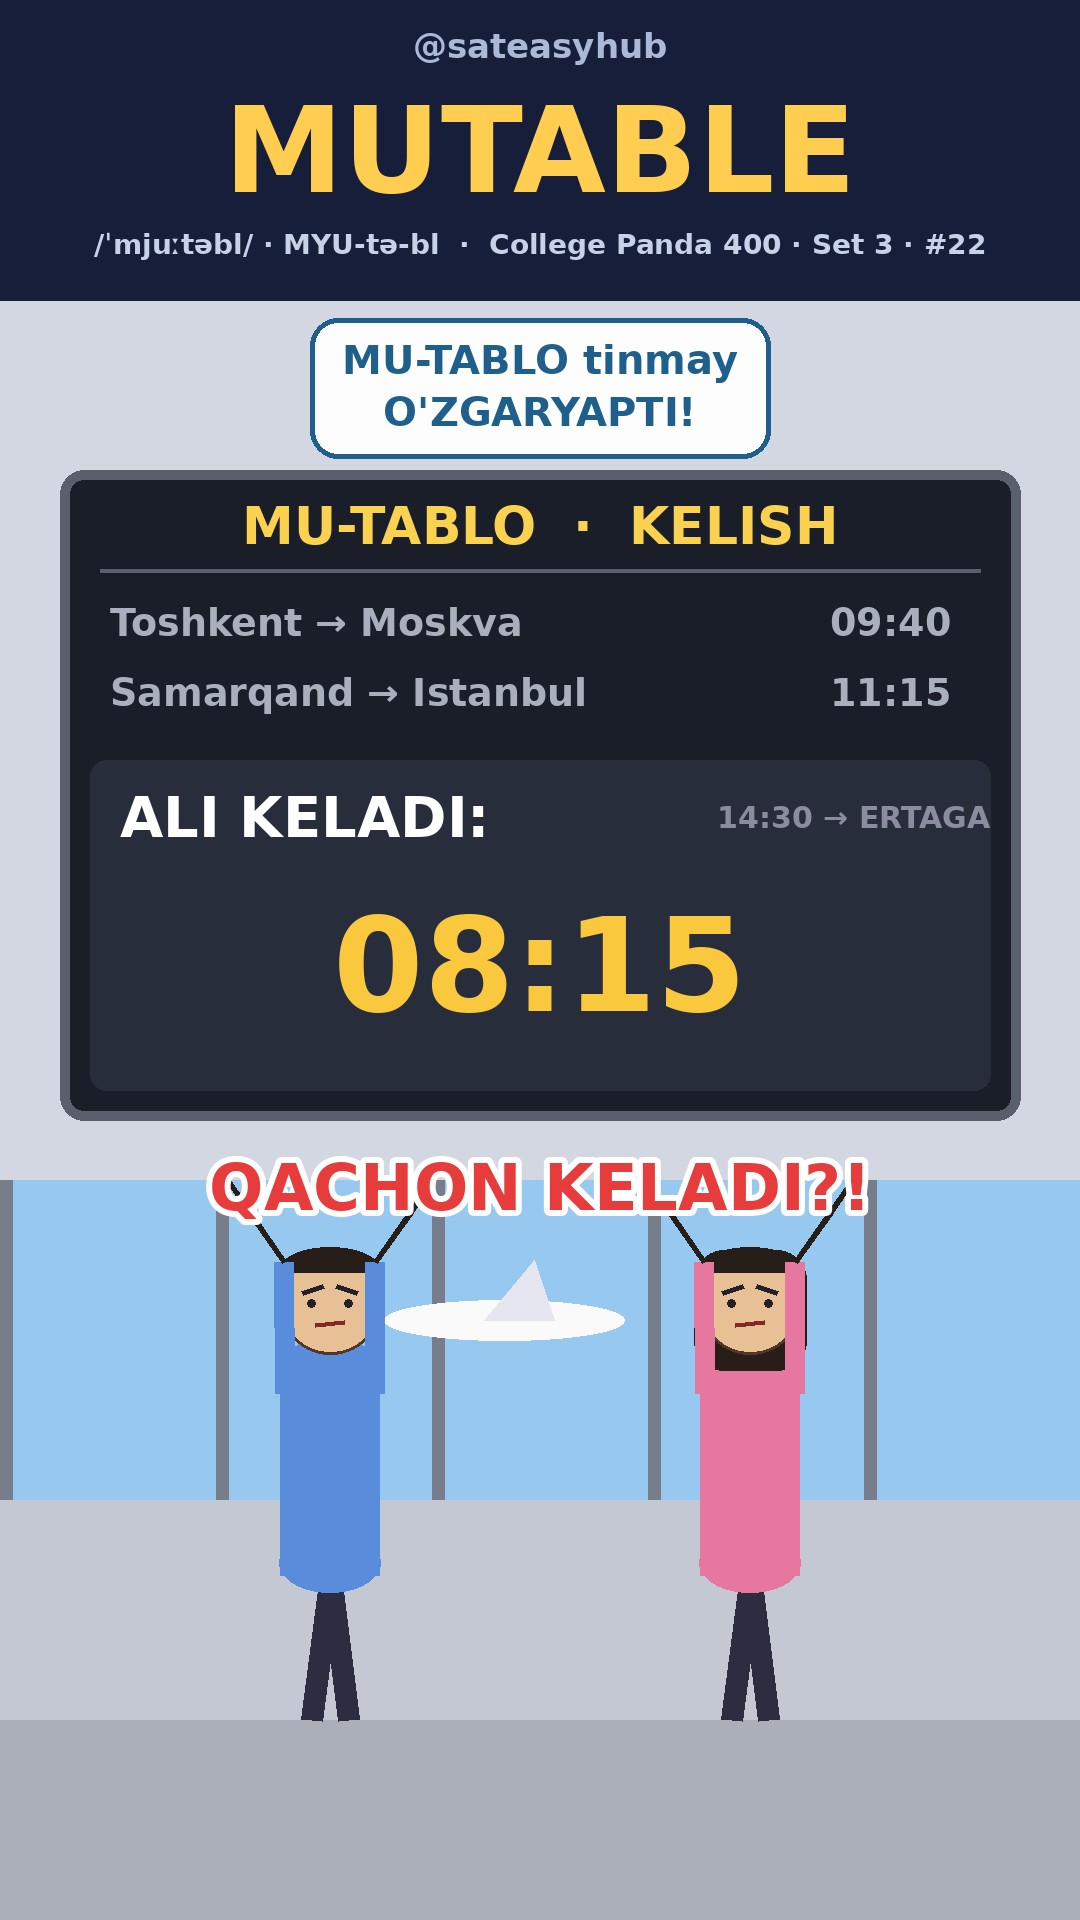 @sateasyhub
MUTABLE
/ˈmjuːtəbl/ · MYU-tə-bl · College Panda 400 · Set 3 · #22
MU-TABLO tinmay
O'ZGARYAPTI!
MU-TABLO · KELISH
Toshkent → Moskva 09:40
Samarqand → Istanbul 11:15
ALI KELADI: 14:30 → ERTAGA
08:15
QACHON KELADI?!